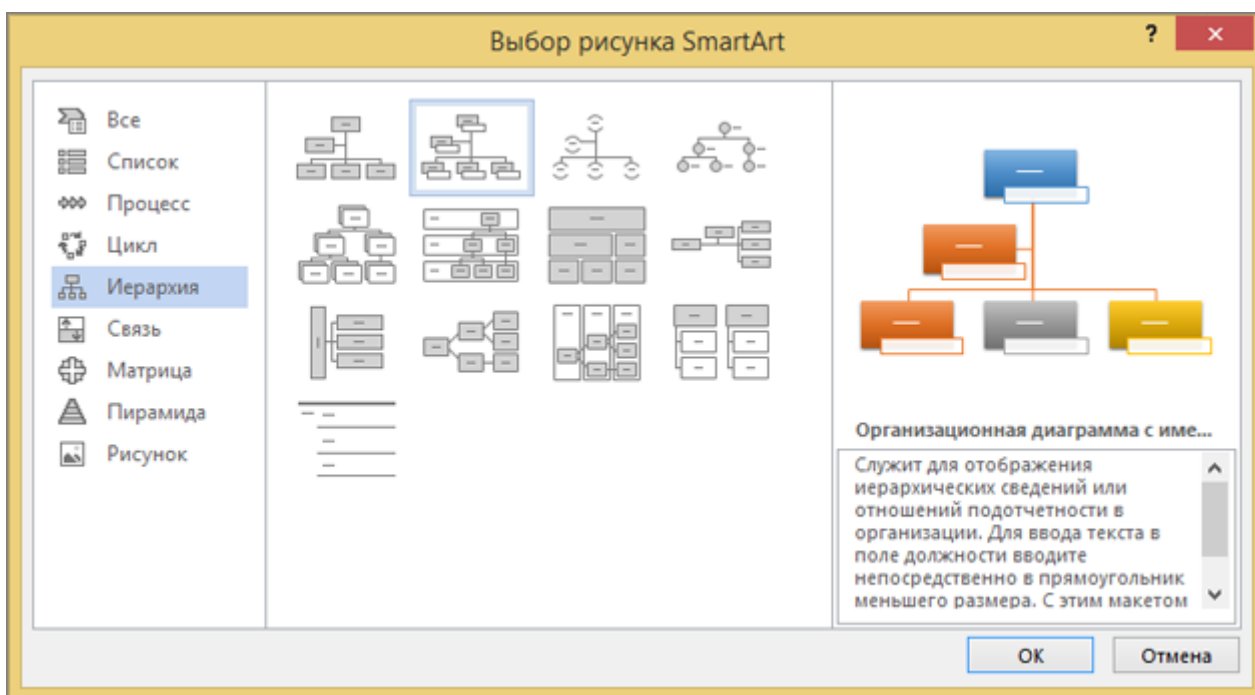 Выбор рисунка SmartArt
?
Все
Список
Процесс
Цикл
Иерархия
Связь
Матрица
Пирамида
Рисунок
Организационная диаграмма с име...
Служит для отображения
иерархических сведений или
отношений подотчетности в
организации. Для ввода текста в
поле должности вводите
непосредственно в прямоугольник
меньшего размера. С этим макетом
ОК
Отмена